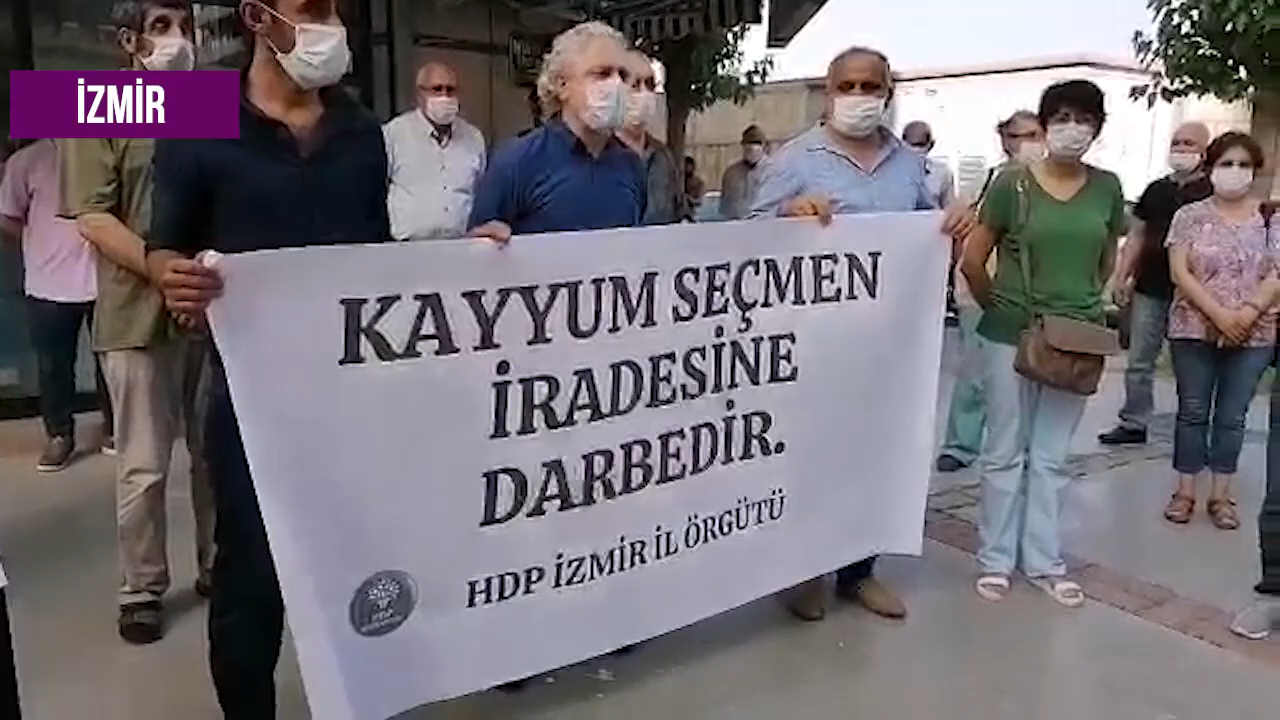 İZMİR
KAYYUM SEÇMEN
İRADESİNE
DARBEDİR.
HDP İZMİR İL ÖRGÜTÜ